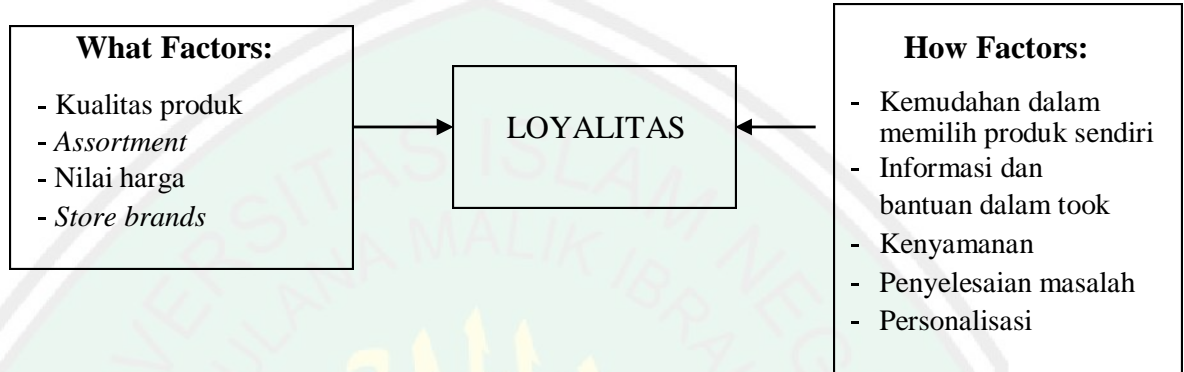 What Factors:
- Kualitas produk
- Assortment
- Nilai harga
- Store brands
LOYALITAS
How Factors:
- Kemudahan dalam
memilih produk sendiri
- Informasi dan
bantuan dalam took
- Kenyamanan
- Penyelesaian masalah
- Personalisasi